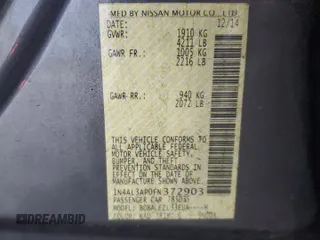 MFD BY NISSAN MOTOR CO., LTD.
DATE: 12/14
GVWR: 1910 KG
4211 LB
GAWR FR: 1005 KG
2216 LB
GAWR RR: 940 KG
2072 LB
THIS VEHICLE CONFORMS TO ALL
APPLICABLE FEDERAL MOTOR
VEHICLE SAFETY,
BUMPER, AND THEFT
PREVENTION STANDARDS
IN EFFECT ON THE DATE OF
MANUFACTURE SHOWN ABOVE.
1N4AL3AP0FN372903
PASSENGER CAR
MODEL
COLOR